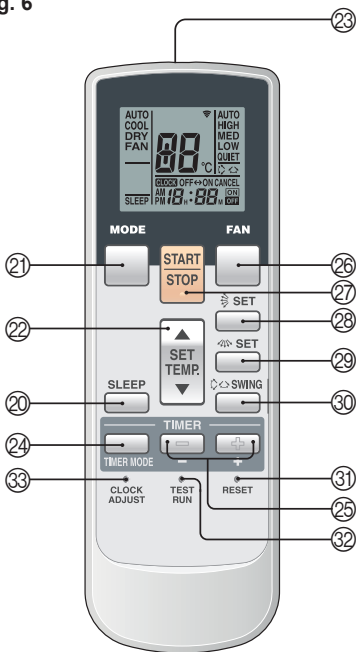 g. 6
㉓
AUTO AUTO
COOL HIGH
DRY MED
FAN LOW
QUIET
88 °C
CLOCK OFF↔ON CANCEL
AM
PM 18 H : 88 M ON
OFF
SLEEP
MODE FAN
㉑ START ㉖
STOP ㉗
SET ㉘
㉒ ▲
SET
TEMP.
▼
SET ㉙
SLEEP SWING
⑳ ㉚
TIMER
㉔ − +
TIMER MODE − +
㉝ ㉛
CLOCK
ADJUST
TEST
RUN
RESET
㉕
㉜